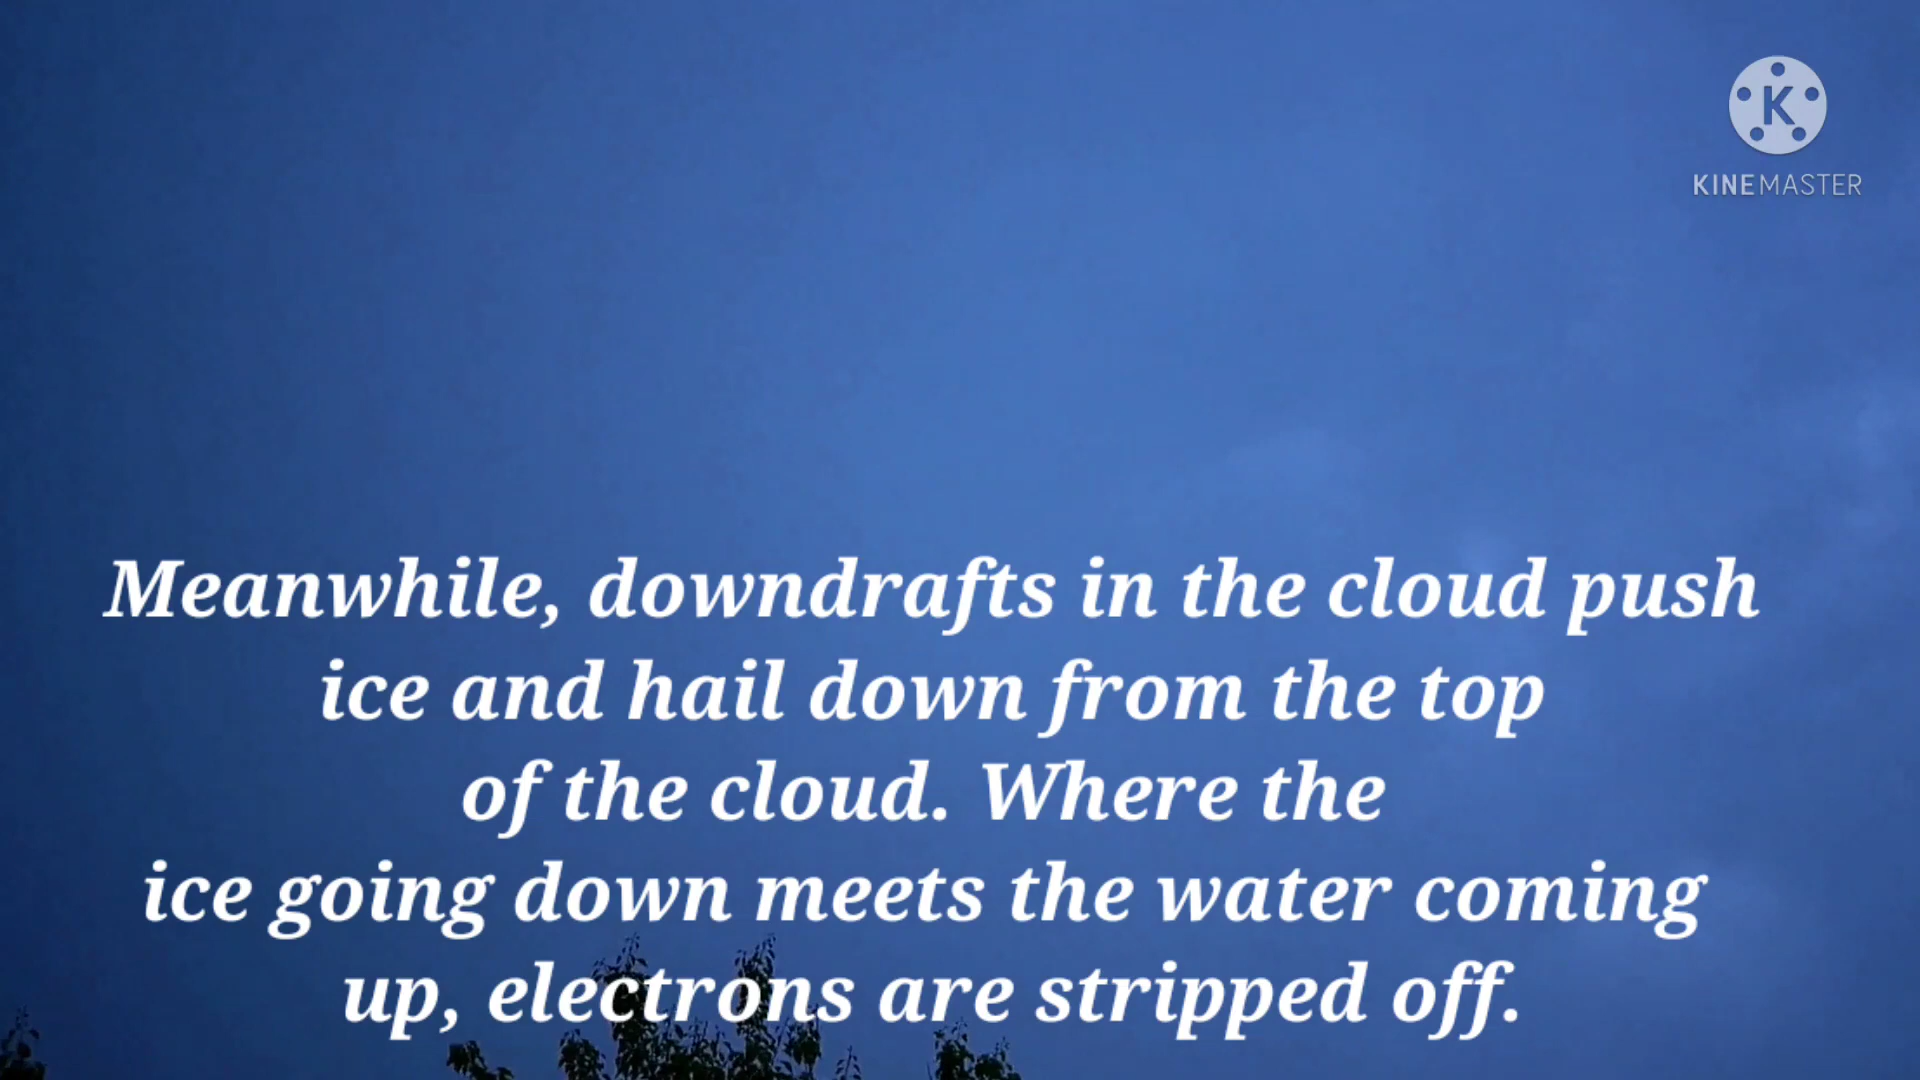 K
KINEMASTER
Meanwhile, downdrafts in the cloud push
ice and hail down from the top
of the cloud. Where the
ice going down meets the water coming
up, electrons are stripped off.